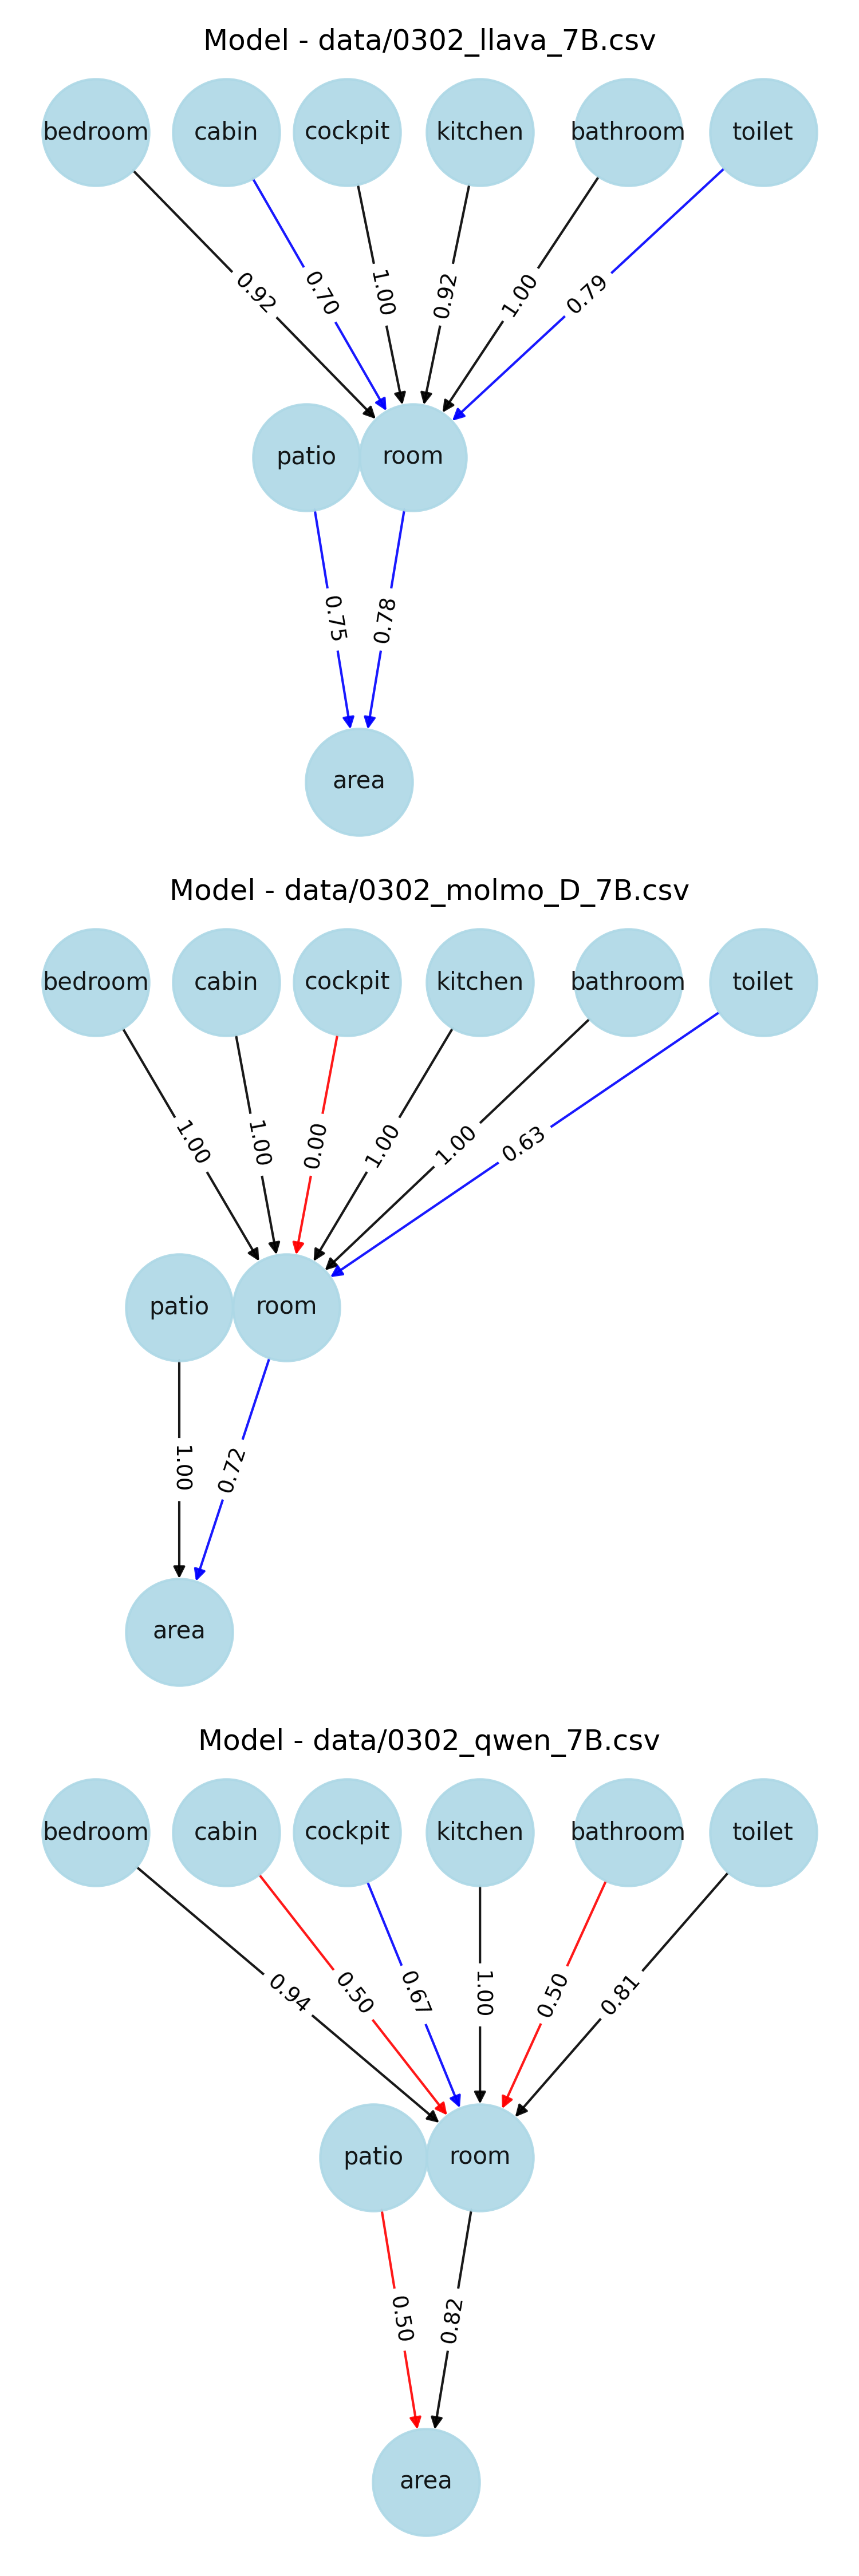 Model - data/0302_llava_7B.csv
bedroom cabin cockpit kitchen bathroom toilet
0.92 0.70 1.00 0.92 1.00 0.79
patio room
0.75 0.78
area
Model - data/0302_molmo_D_7B.csv
bedroom cabin cockpit kitchen bathroom toilet
1.00 1.00 0.00 1.00 1.00 0.63
patio room
1.00 0.72
area
Model - data/0302_qwen_7B.csv
bedroom cabin cockpit kitchen bathroom toilet
0.94 0.50 0.67 1.00 0.50 0.81
patio room
0.50 0.82
area